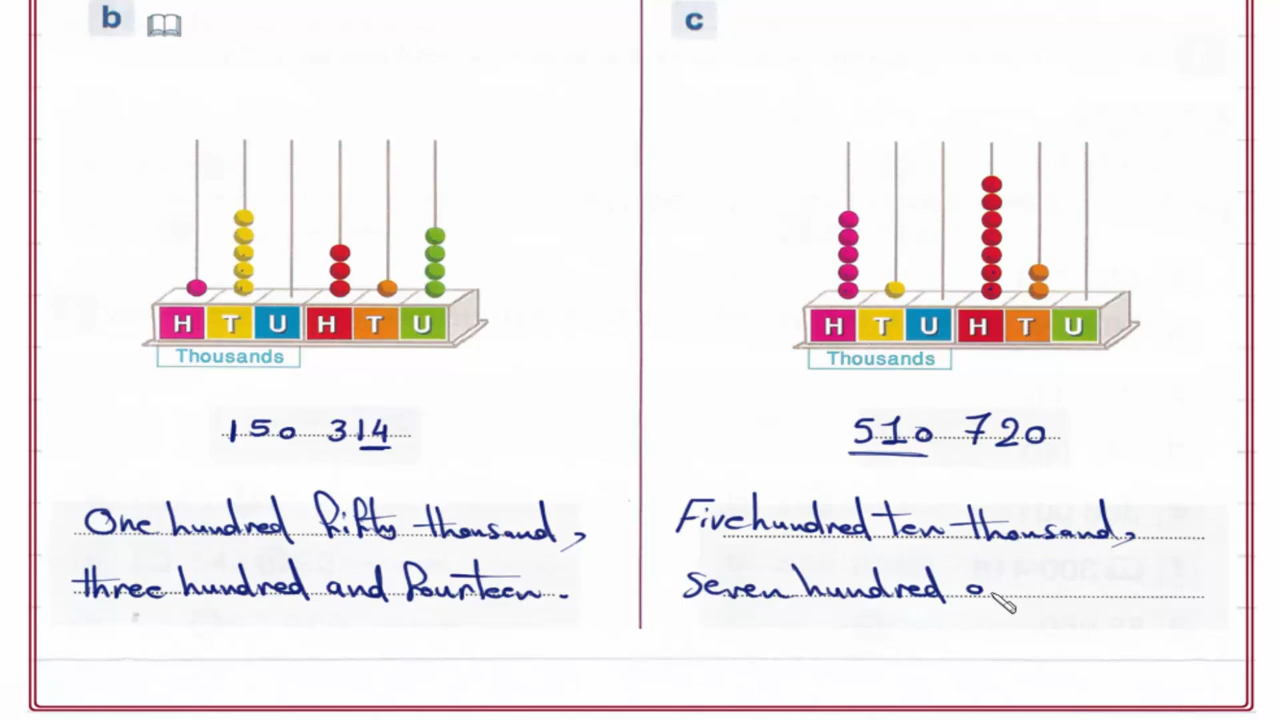 b
H T U H T U
Thousands
150 314
One hundred fifty thousand,
three hundred and fourteen.
c
H T U H T U
Thousands
510 720
Five hundred ten thousand,
seven hundred